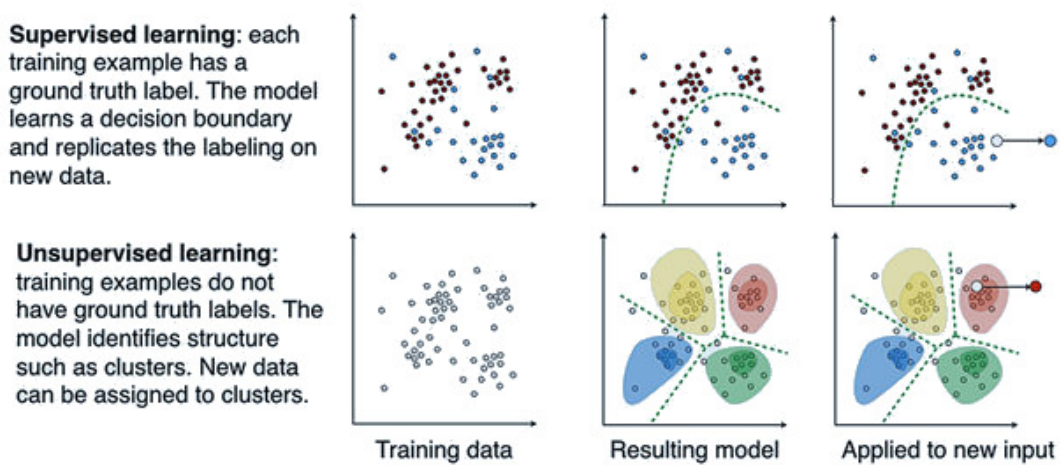 Supervised learning: each
training example has a
ground truth label. The model
learns a decision boundary
and replicates the labeling on
new data.
Unsupervised learning:
training examples do not
have ground truth labels. The
model identifies structure
such as clusters. New data
can be assigned to clusters.
Training data
Resulting model
Applied to new input